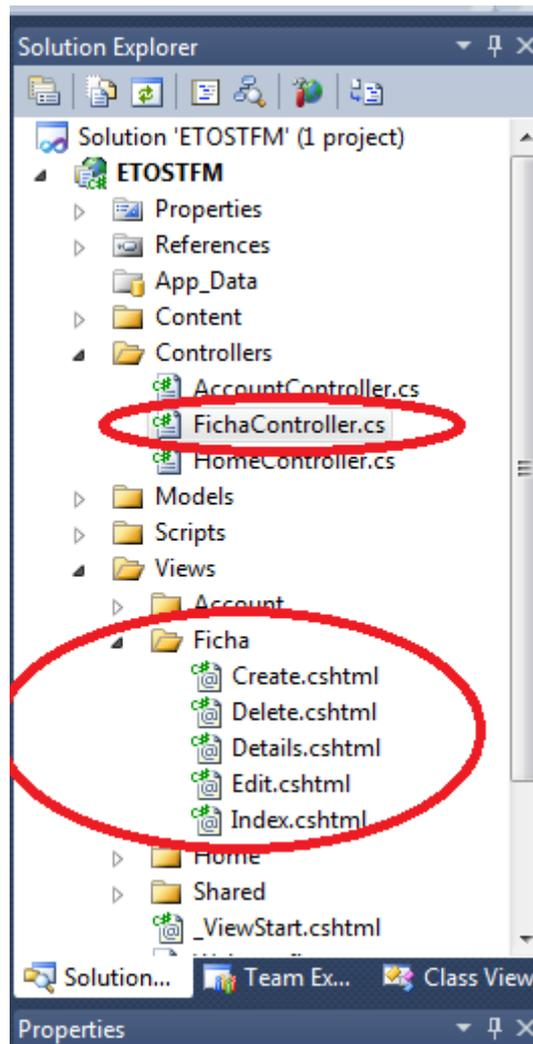 Solution Explorer
Solution 'ETOSTFM' (1 project)
ETOSTFM
Properties
References
App_Data
Content
Controllers
AccountController.cs
FichaController.cs
HomeController.cs
Models
Scripts
Views
Account
Ficha
Create.cshtml
Delete.cshtml
Details.cshtml
Edit.cshtml
Index.cshtml
Home
Shared
_ViewStart.cshtml
Solution... Team Ex... Class View
Properties